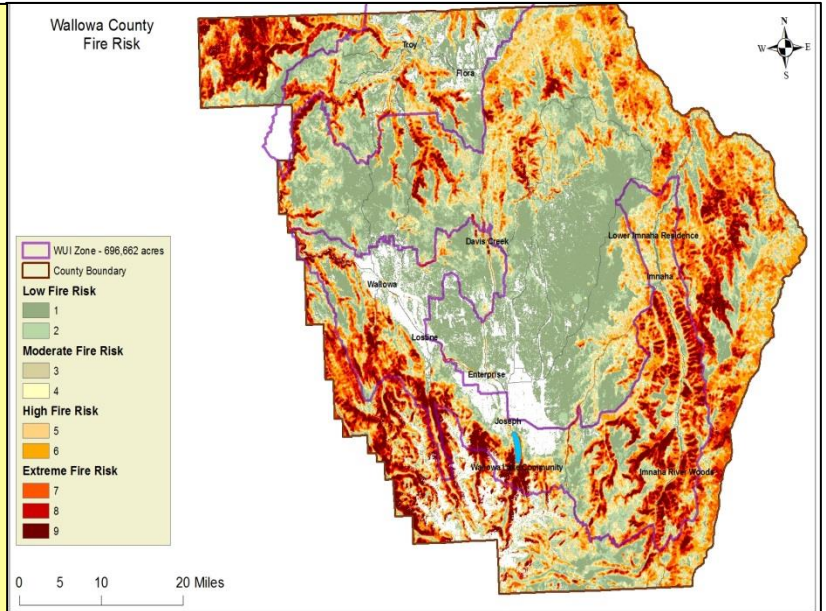 Wallowa County
Fire Risk
N
W E
S
Troy
Flora
WUI Zone - 696,662 acres
County Boundary
Low Fire Risk
1
2
Moderate Fire Risk
3
4
High Fire Risk
5
6
Extreme Fire Risk
7
8
9
Davis Creek
Lower Imnaha Residence
Imnaha
Wallowa
Lostine
Enterprise
Joseph
Wallowa Lake Community
Imnaha River Woods
0 5 10 20 Miles